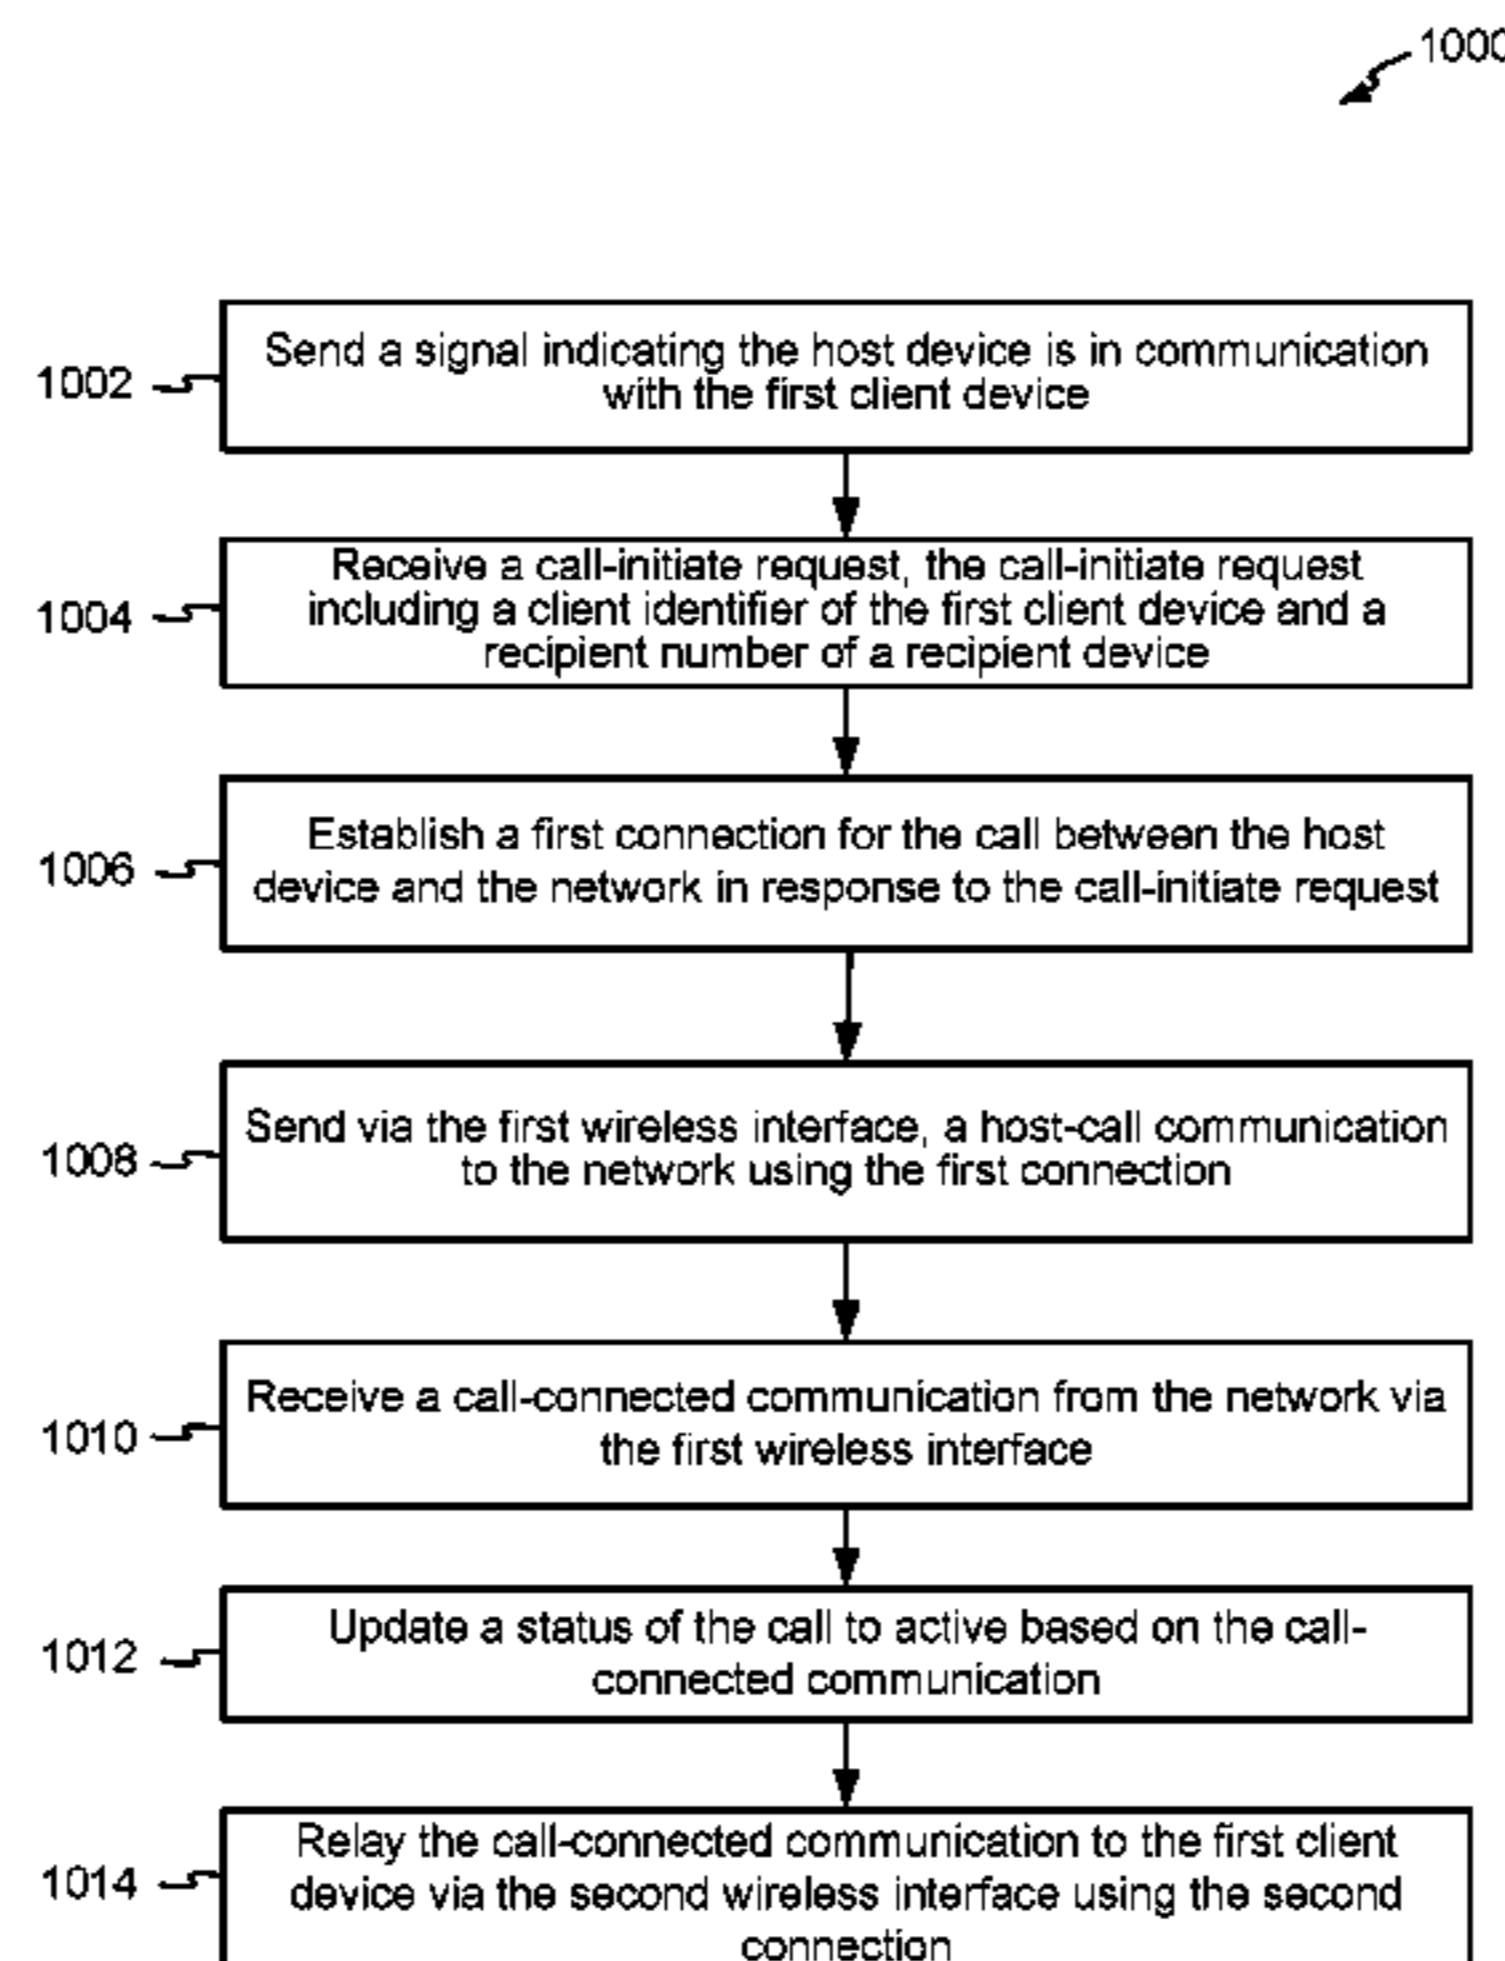 1000
Send a signal indicating the host device is in communication
with the first client device
1002
Receive a call-initiate request, the call-initiate request
including a client identifier of the first client device and a
recipient number of a recipient device
1004
Establish a first connection for the call between the host
device and the network in response to the call-initiate request
1006
Send via the first wireless interface, a host-call communication
to the network using the first connection
1008
Receive a call-connected communication from the network via
the first wireless interface
1010
Update a status of the call to active based on the call-
connected communication
1012
Relay the call-connected communication to the first client
device via the second wireless interface using the second
connection
1014